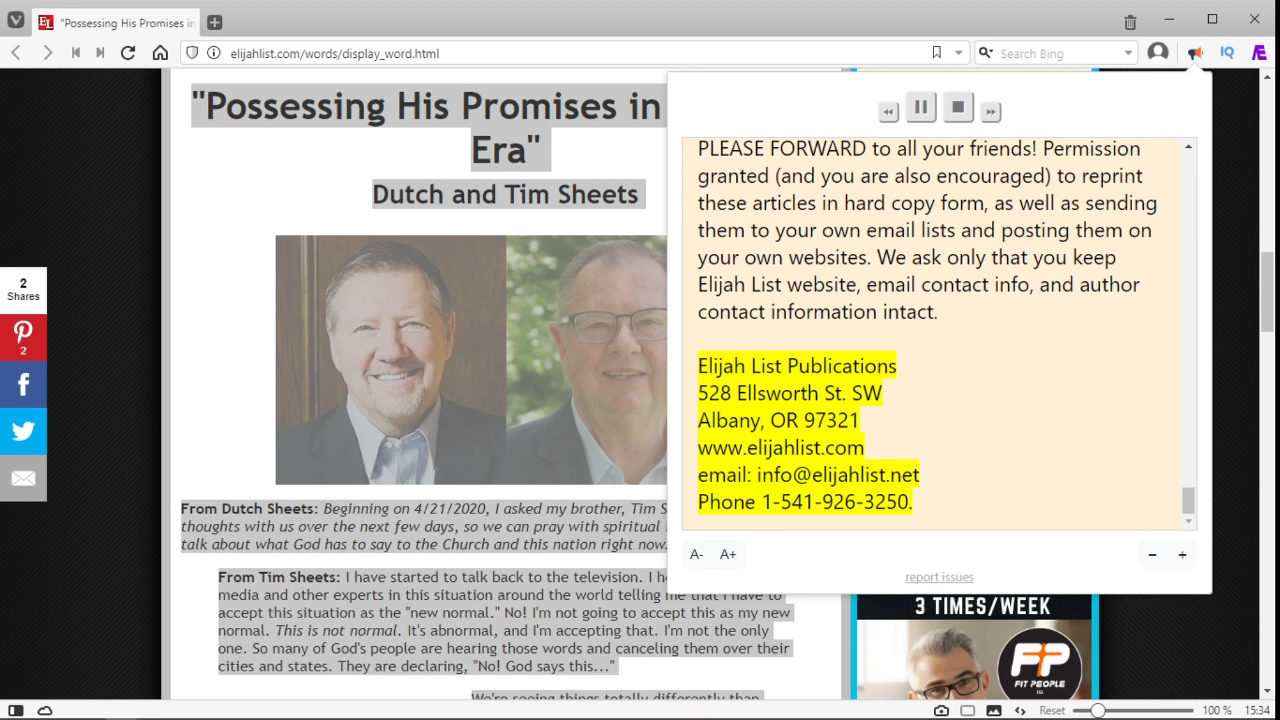 "Possessing His Promises in
elijahlist.com/words/display_word.html
Search Bing
IQ
"Possessing His Promises in
Era"
Dutch and Tim Sheets
2
Shares
2
From Dutch Sheets: Beginning on 4/21/2020, I asked my brother, Tim S
thoughts with us over the next few days, so we can pray with spiritual
talk about what God has to say to the Church and this nation right now.
From Tim Sheets: I have started to talk back to the television. I h
media and other experts in this situation around the world telling me that I have to
accept this situation as the "new normal." No! I'm not going to accept this as my new
normal. This is not normal. It's abnormal, and I'm accepting that. I'm not the only
one. So many of God's people are hearing those words and canceling them over their
cities and states. They are declaring, "No! God says this..."
We're seeing things totally differently than
PLEASE FORWARD to all your friends! Permission
granted (and you are also encouraged) to reprint
these articles in hard copy form, as well as sending
them to your own email lists and posting them on
your own websites. We ask only that you keep
Elijah List website, email contact info, and author
contact information intact.
Elijah List Publications
528 Ellsworth St. SW
Albany, OR 97321
www.elijahlist.com
email: info@elijahlist.net
Phone 1-541-926-3250.
A- A+ - +
report issues
3 TIMES/WEEK
FIT PEOPLE
Reset 100 % 15:34